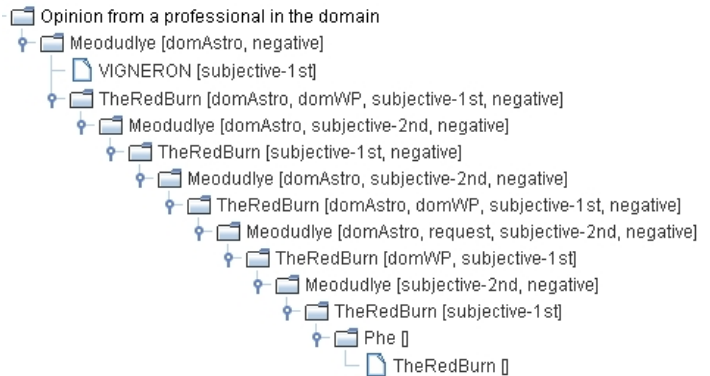 Opinion from a professional in the domain
Meodudlye [domAstro, negative]
VIGNERON [subjective-1st]
TheRedBurn [domAstro, domWP, subjective-1st, negative]
Meodudlye [domAstro, subjective-2nd, negative]
TheRedBurn [subjective-1st, negative]
Meodudlye [domAstro, subjective-2nd, negative]
TheRedBurn [domAstro, domWP, subjective-1st, negative]
Meodudlye [domAstro, request, subjective-2nd, negative]
TheRedBurn [domWP, subjective-1st]
Meodudlye [subjective-2nd, negative]
TheRedBurn [subjective-1st]
Phe []
TheRedBurn []